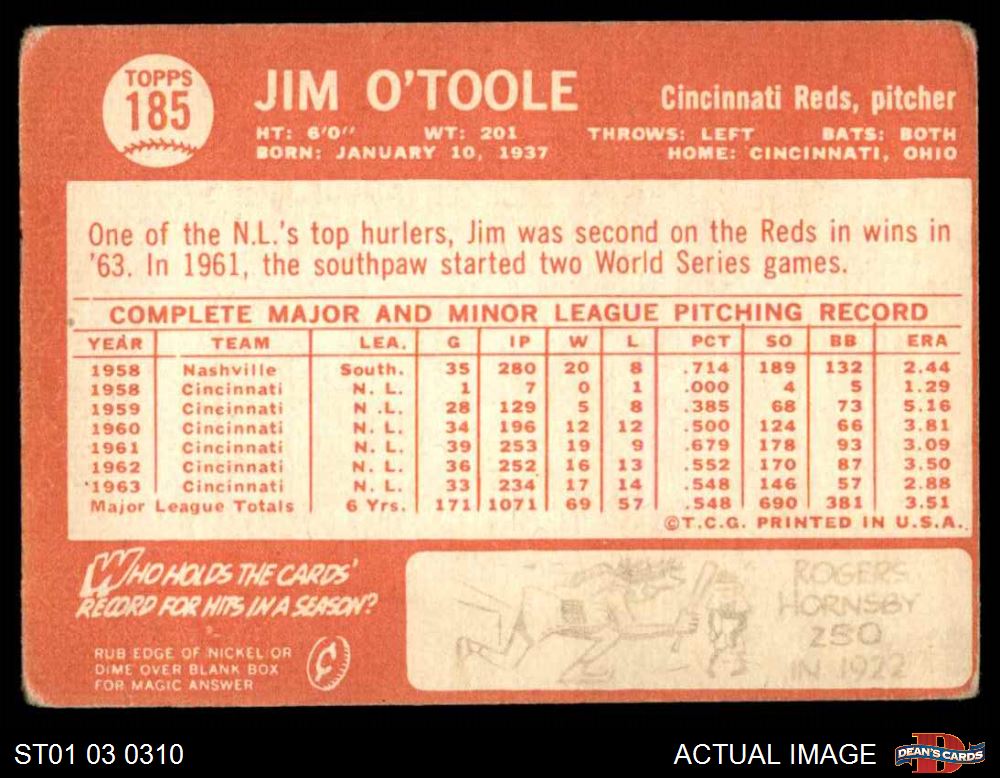 TOPPS
185
JIM O'TOOLE
Cincinnati Reds, pitcher
HT: 6'0" WT: 201 THROWS: LEFT BATS: BOTH
BORN: JANUARY 10, 1937 HOME: CINCINNATI, OHIO
One of the N.L.'s top hurlers, Jim was second on the Reds in wins in
'63. In 1961, the southpaw started two World Series games.
COMPLETE MAJOR AND MINOR LEAGUE PITCHING RECORD
YEAR TEAM LEA. G IP W L PCT SO BB ERA
1958 Nashville South. 35 280 20 8 .714 189 132 2.44
1958 Cincinnati N. L. 1 7 0 1 .000 4 5 1.29
1959 Cincinnati N. L. 28 129 5 8 .385 68 73 5.16
1960 Cincinnati N. L. 34 196 12 12 .500 124 66 3.81
1961 Cincinnati N. L. 39 253 19 9 .679 178 93 3.09
1962 Cincinnati N. L. 36 252 16 13 .552 170 87 3.50
1963 Cincinnati N. L. 33 234 17 14 .548 146 57 2.88
Major League Totals 6 Yrs. 171 1071 69 57 .548 690 381 3.51
©T.C.G. PRINTED IN U.S.A.
WHO HOLDS THE CARDS'
RECORD FOR HITS IN A SEASON?
RUB EDGE OF NICKEL OR
DIME OVER BLANK BOX
FOR MAGIC ANSWER
ROGERS
HORNSBY
250
IN 1922
ST01 03 0310
ACTUAL IMAGE
DEAN'S CARDS